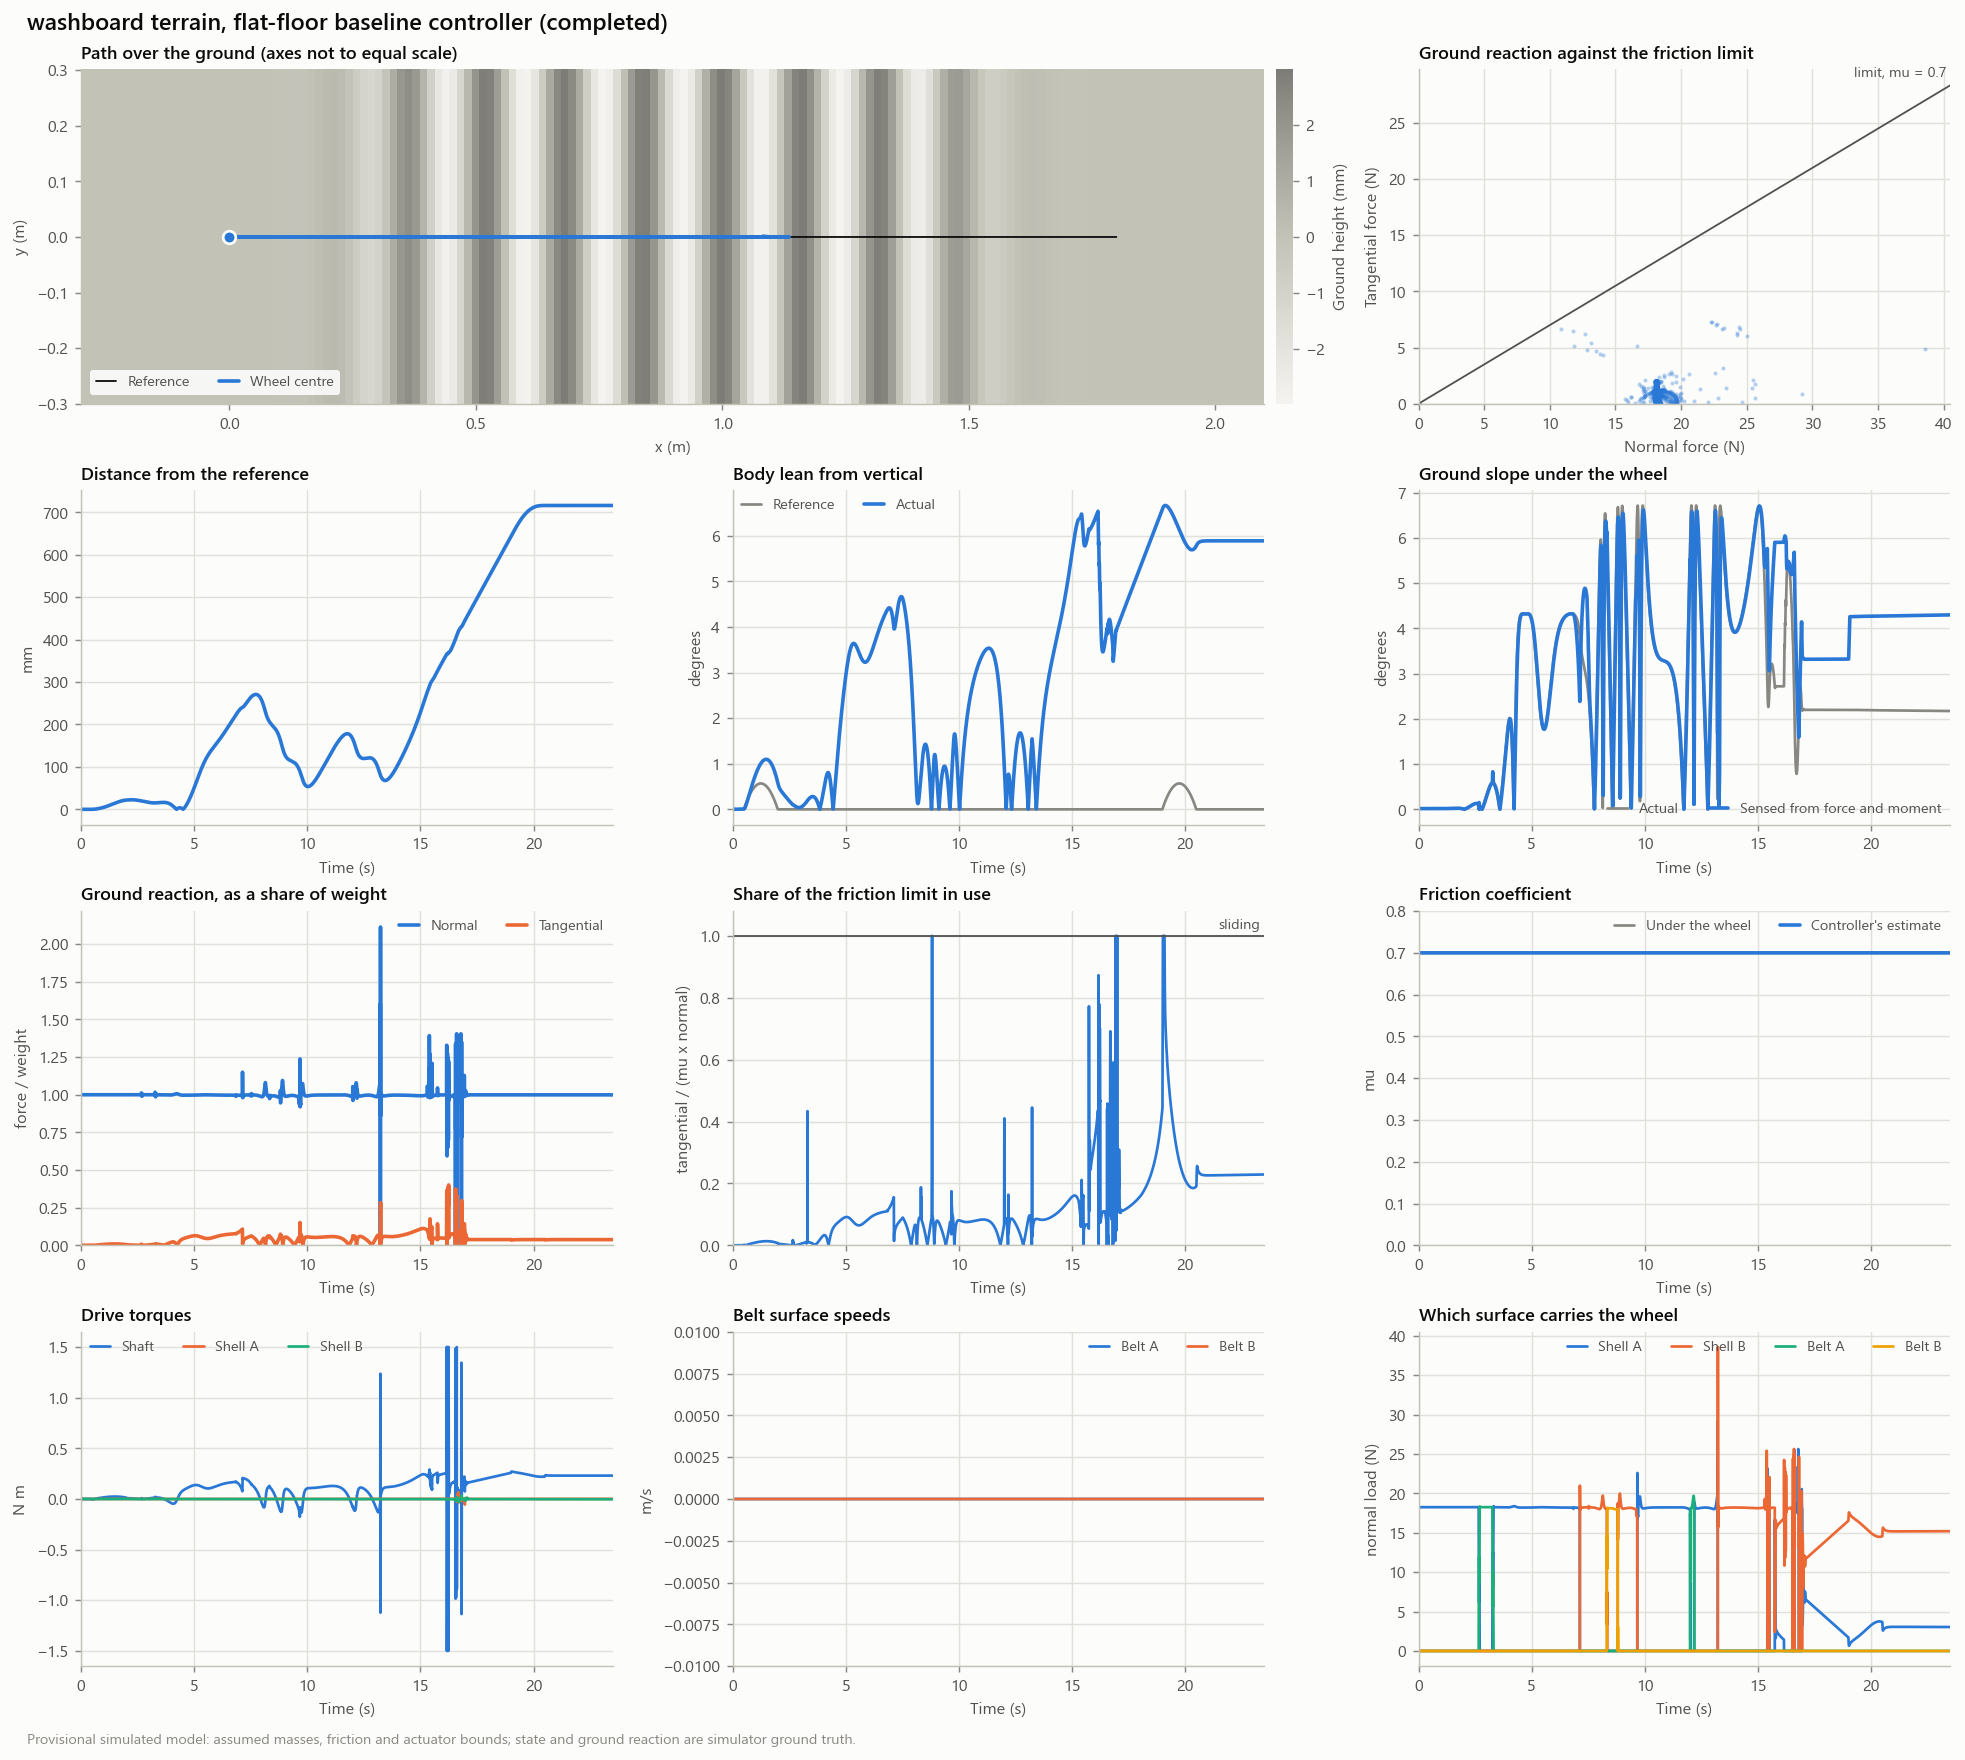 washboard terrain, flat-floor baseline controller (completed)
Path over the ground (axes not to equal scale)
0.3
0.2
0.1
0.0
−0.1
−0.2
−0.3
y (m)
Reference
Wheel centre
0.0
0.5
1.0
1.5
2.0
x (m)
2
1
0
−1
−2
Ground height (mm)
Ground reaction against the friction limit
limit, mu = 0.7
25
20
15
10
5
0
Tangential force (N)
0
5
10
15
20
25
30
35
40
Normal force (N)
Distance from the reference
700
600
500
400
300
200
100
0
mm
0
5
10
15
20
Time (s)
Body lean from vertical
Reference
Actual
6
5
4
3
2
1
0
degrees
0
5
10
15
20
Time (s)
Ground slope under the wheel
7
6
5
4
3
2
1
0
degrees
Actual
Sensed from force and moment
0
5
10
15
20
Time (s)
Ground reaction, as a share of weight
Normal
Tangential
2.00
1.75
1.50
1.25
1.00
0.75
0.50
0.25
0.00
force / weight
0
5
10
15
20
Time (s)
Share of the friction limit in use
sliding
1.0
0.8
0.6
0.4
0.2
0.0
tangential / (mu x normal)
0
5
10
15
20
Time (s)
Friction coefficient
Under the wheel
Controller's estimate
0.8
0.7
0.6
0.5
0.4
0.3
0.2
0.1
0.0
mu
0
5
10
15
20
Time (s)
Drive torques
Shaft
Shell A
Shell B
1.5
1.0
0.5
0.0
−0.5
−1.0
−1.5
N m
0
5
10
15
20
Time (s)
Belt surface speeds
Belt A
Belt B
0.0100
0.0075
0.0050
0.0025
0.0000
−0.0025
−0.0050
−0.0075
−0.0100
m/s
0
5
10
15
20
Time (s)
Which surface carries the wheel
Shell A
Shell B
Belt A
Belt B
40
35
30
25
20
15
10
5
0
normal load (N)
0
5
10
15
20
Time (s)
Provisional simulated model: assumed masses, friction and actuator bounds; state and ground reaction are simulator ground truth.